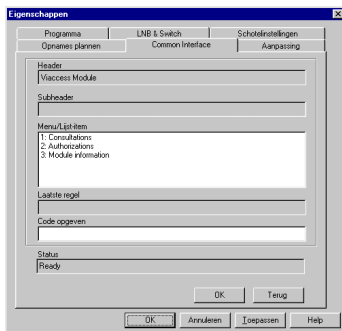 Eigenschappen
Programma
LNB & Switch
Schotelinstellingen
Opnames plannen
Common Interface
Aanpassing
Header
Viaccess Module
Subheader
Menu/Lijst-item
1: Consultations
2: Authorizations
3: Module information
Laatste regel
Code opgeven
Status
Ready
OK
Terug
OK
Annuleren
Toepassen
Help